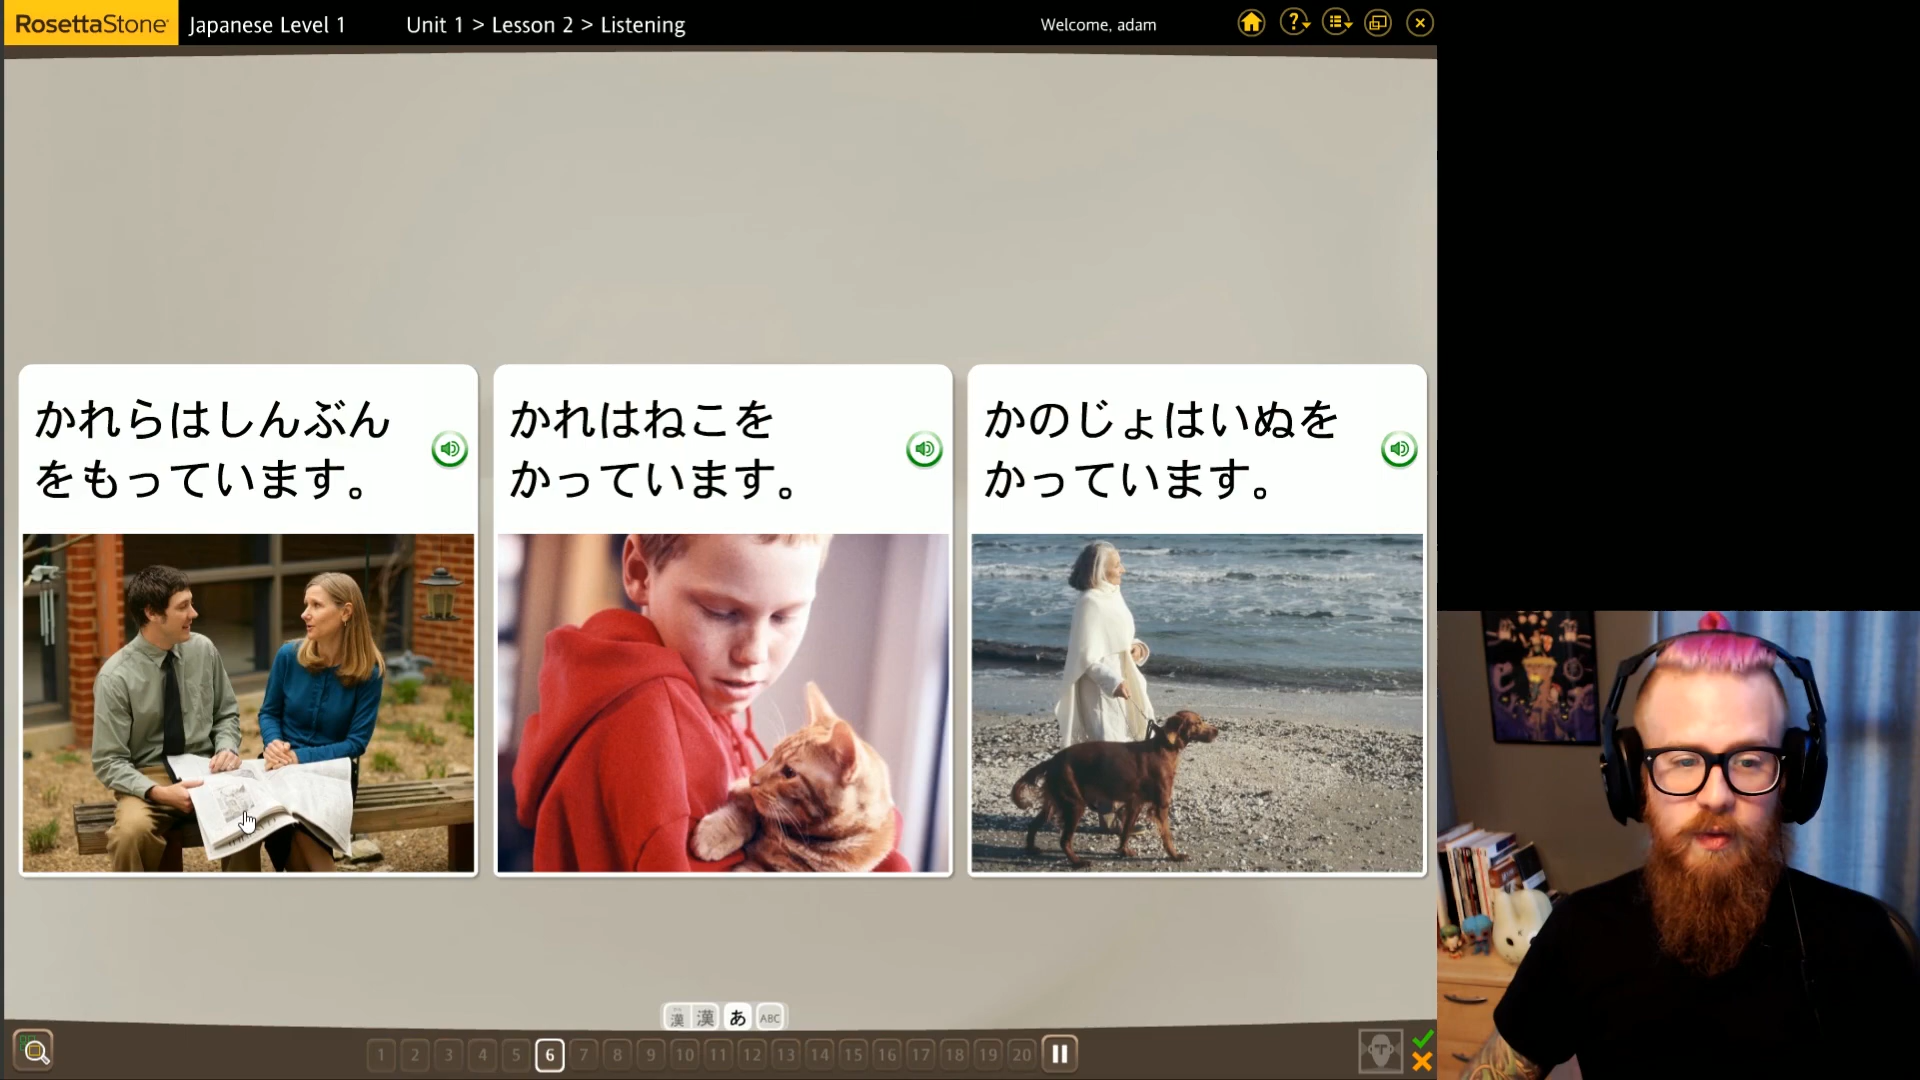 RosettaStone
Japanese Level 1
Unit 1 > Lesson 2 > Listening
Welcome, adam
かれらはしんぶん
をもっています。
かれはねこを
かっています。
かのじょはいぬを
かっています。
漢 漢 あ ABC
1 2 3 4 5 6 7 8 9 10 11 12 13 14 15 16 17 18 19 20